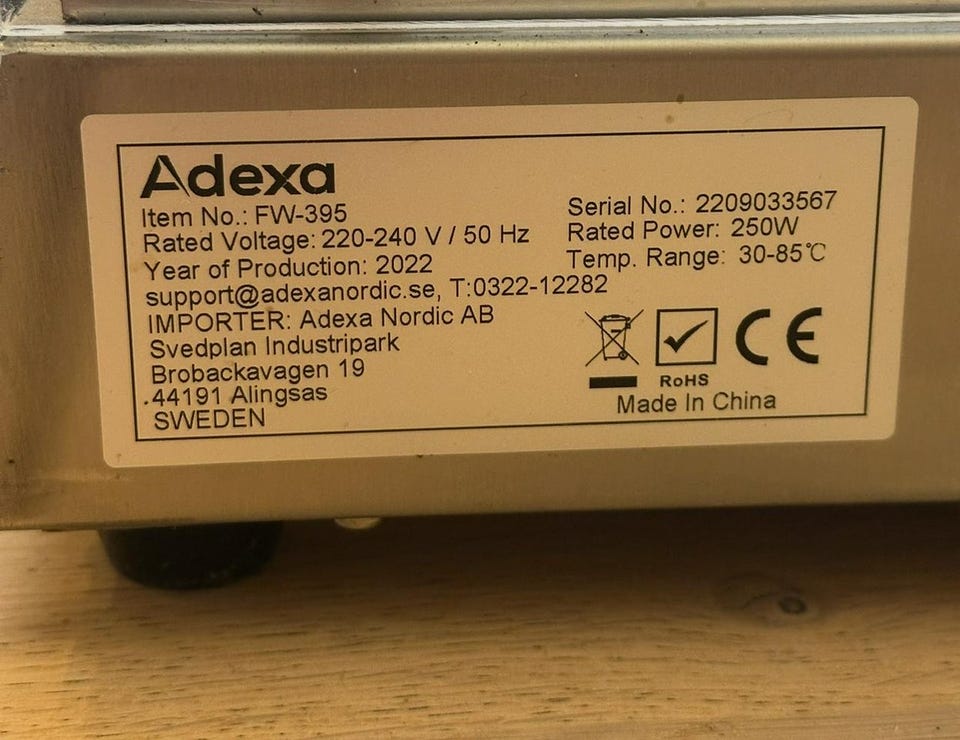 Adexa
Item No.: FW-395
Serial No.: 2209033567
Rated Voltage: 220-240 V / 50 Hz
Rated Power: 250W
Year of Production: 2022
Temp. Range: 30-85℃
support@adexanordic.se, T:0322-12282
IMPORTER: Adexa Nordic AB
Svedplan Industripark
Brobackavagen 19
.44191 Alingsas
SWEDEN
CE
RoHS
Made In China